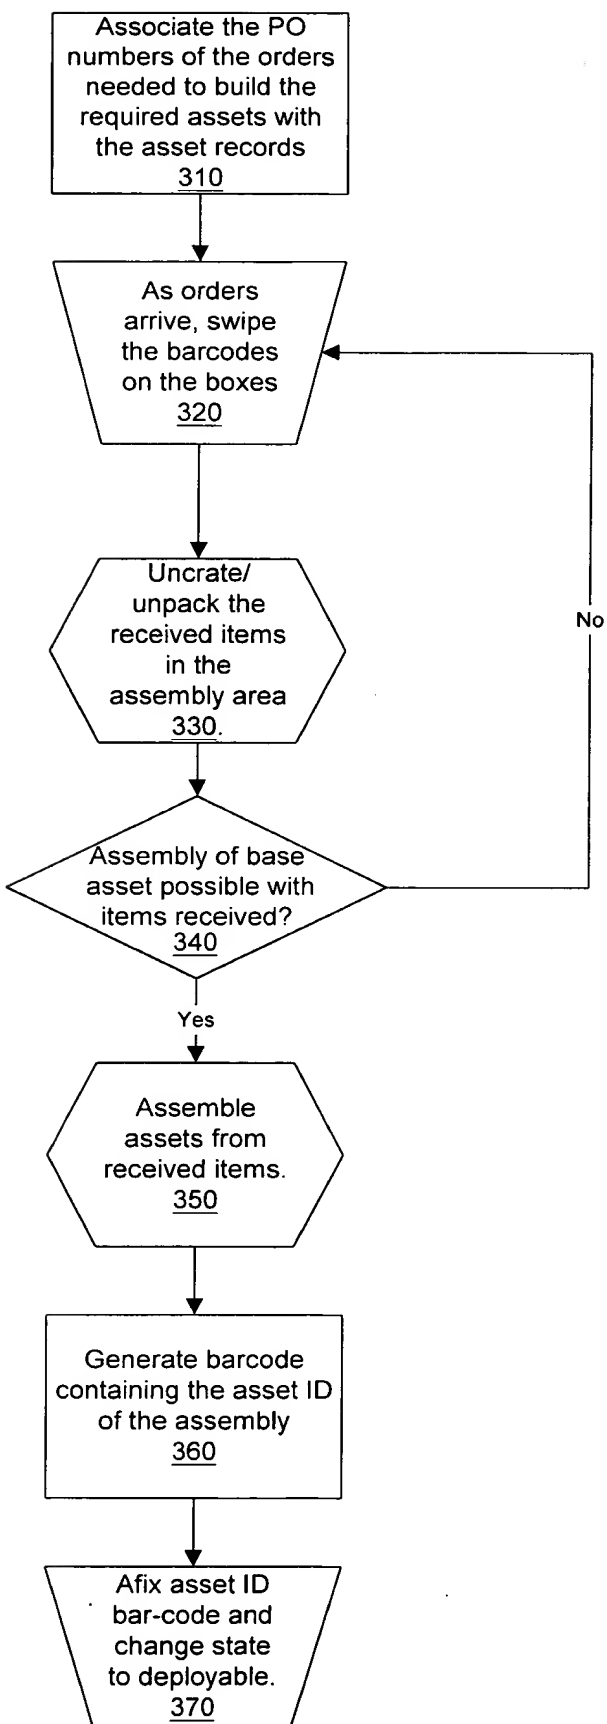 Associate the PO
numbers of the orders
needed to build the
required assets with
the asset records
310
As orders
arrive, swipe
the barcodes
on the boxes
320
Uncrate/
unpack the
received items
in the
assembly area
330.
No
Assembly of base
asset possible with
items received?
340
Yes
Assemble
assets from
received items.
350
Generate barcode
containing the asset ID
of the assembly
360
Afix asset ID
bar-code and
change state
to deployable.
370